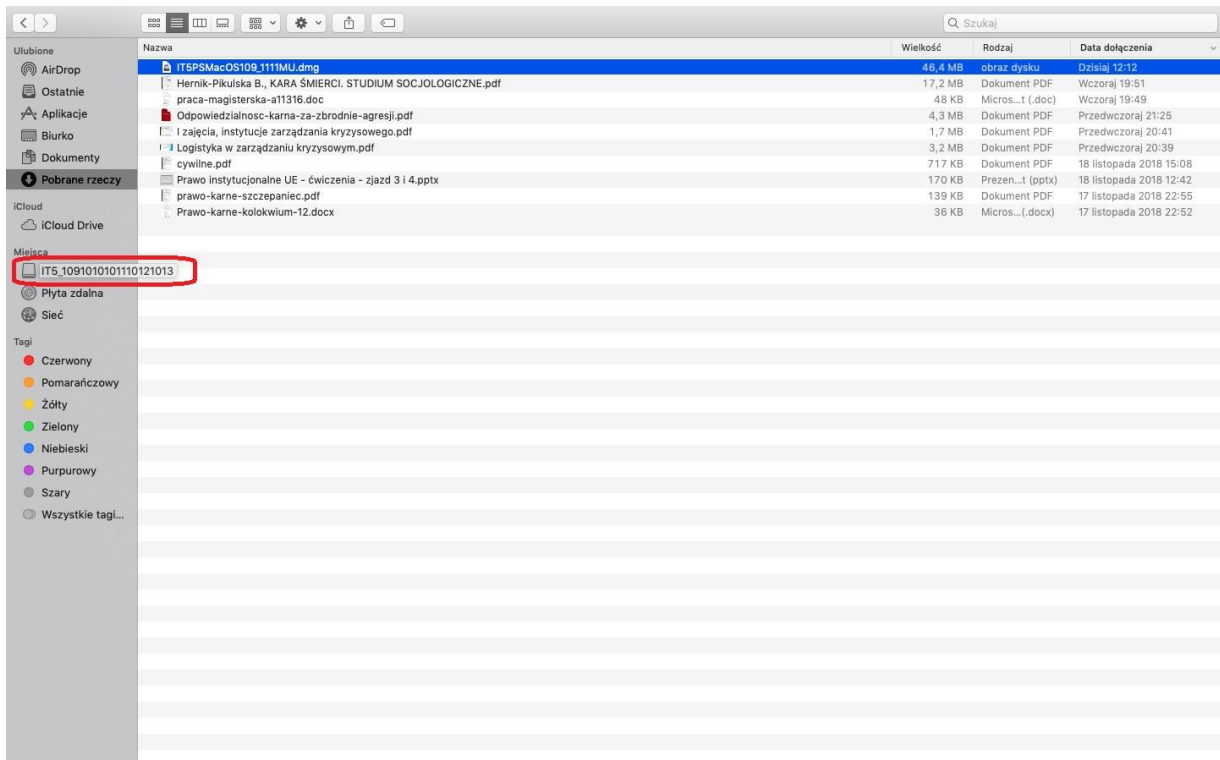 Szukaj
Ulubione
AirDrop
Ostatnie
Aplikacje
Biurko
Dokumenty
Pobrane rzeczy
iCloud
iCloud Drive
Miejsca
IT5_1091010101110121013
Płyta zdalna
Sieć
Tagi
Czerwony
Pomarańczowy
Żółty
Zielony
Niebieski
Purpurowy
Szary
Wszystkie tagi...
Nazwa Wielkość Rodzaj Data dołączenia
IT5PSMacOS109_1111MU.dmg 46,4 MB obraz dysku Dzisiaj 12:12
Hernik-Pikulska B., KARA ŚMIERCI. STUDIUM SOCJOLOGICZNE.pdf 17,2 MB Dokument PDF Wczoraj 19:51
praca-magisterska-a11316.doc 48 KB Micros...t (.doc) Wczoraj 19:49
Odpowiedzialnosc-karna-za-zbrodnie-agresji.pdf 4,3 MB Dokument PDF Przedwczoraj 21:25
I zajęcia, instytucje zarządzania kryzysowego.pdf 1,7 MB Dokument PDF Przedwczoraj 20:41
Logistyka w zarządzaniu kryzysowym.pdf 3,2 MB Dokument PDF Przedwczoraj 20:39
cywilne.pdf 717 KB Dokument PDF 18 listopada 2018 15:08
Prawo instytucjonalne UE - ćwiczenia - zjazd 3 i 4.pptx 170 KB Prezen...t (pptx) 18 listopada 2018 12:42
prawo-karne-szczepaniec.pdf 139 KB Dokument PDF 17 listopada 2018 22:55
Prawo-karne-kolokwium-12.docx 36 KB Micros...(.docx) 17 listopada 2018 22:52